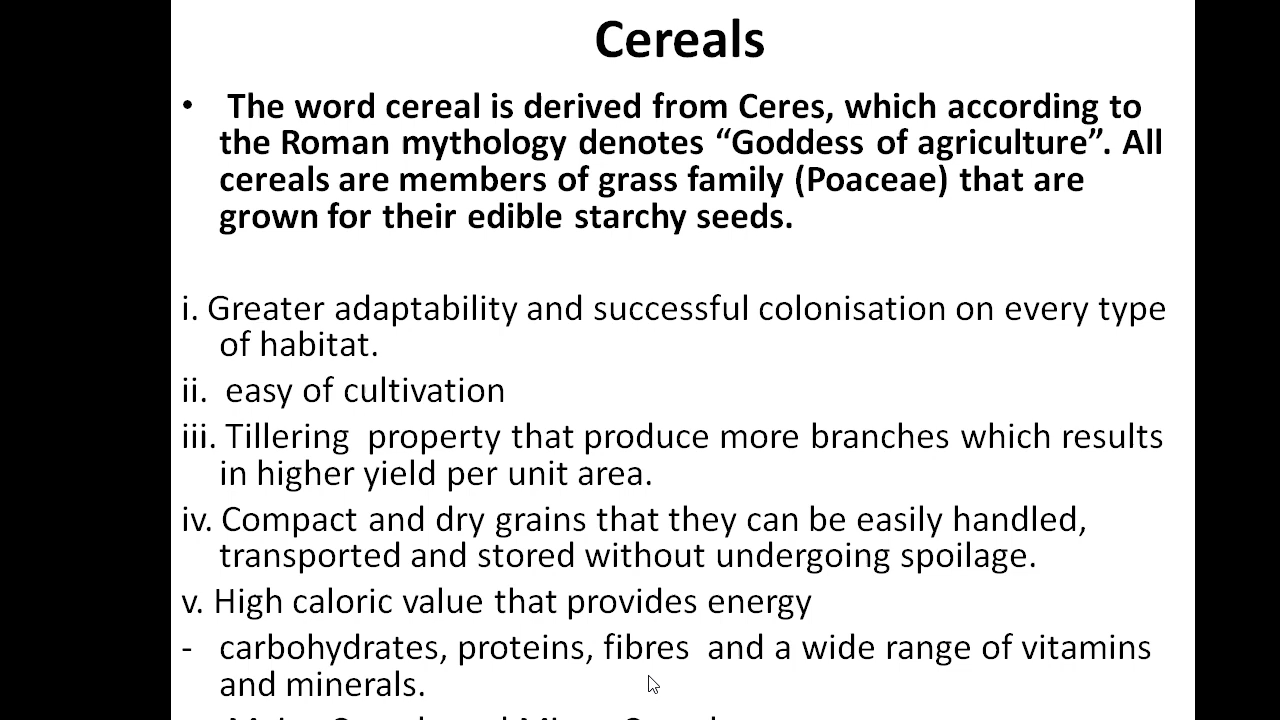 Cereals
• The word cereal is derived from Ceres, which according to
the Roman mythology denotes “Goddess of agriculture”. All
cereals are members of grass family (Poaceae) that are
grown for their edible starchy seeds.
i. Greater adaptability and successful colonisation on every type
of habitat.
ii. easy of cultivation
iii. Tillering property that produce more branches which results
in higher yield per unit area.
iv. Compact and dry grains that they can be easily handled,
transported and stored without undergoing spoilage.
v. High caloric value that provides energy
- carbohydrates, proteins, fibres and a wide range of vitamins
and minerals.